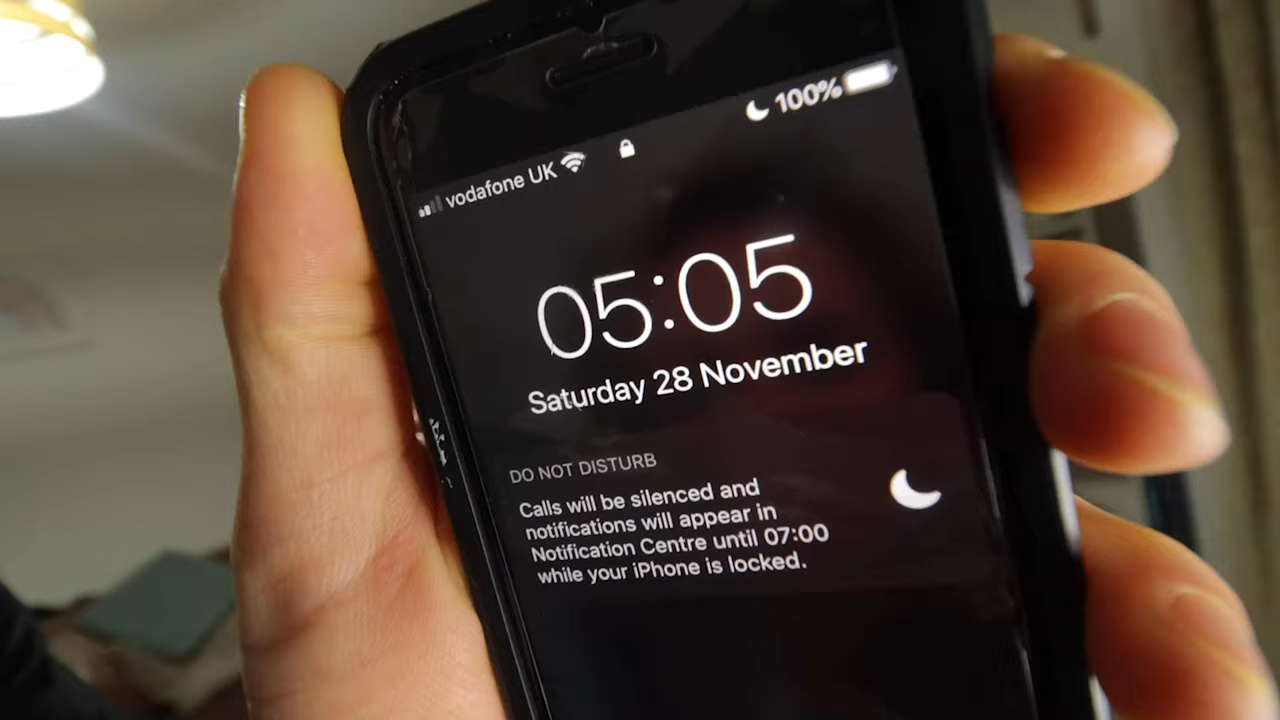 vodafone UK 100%
05:05
Saturday 28 November
DO NOT DISTURB
Calls will be silenced and
notifications will appear in
Notification Centre until 07:00
while your iPhone is locked.